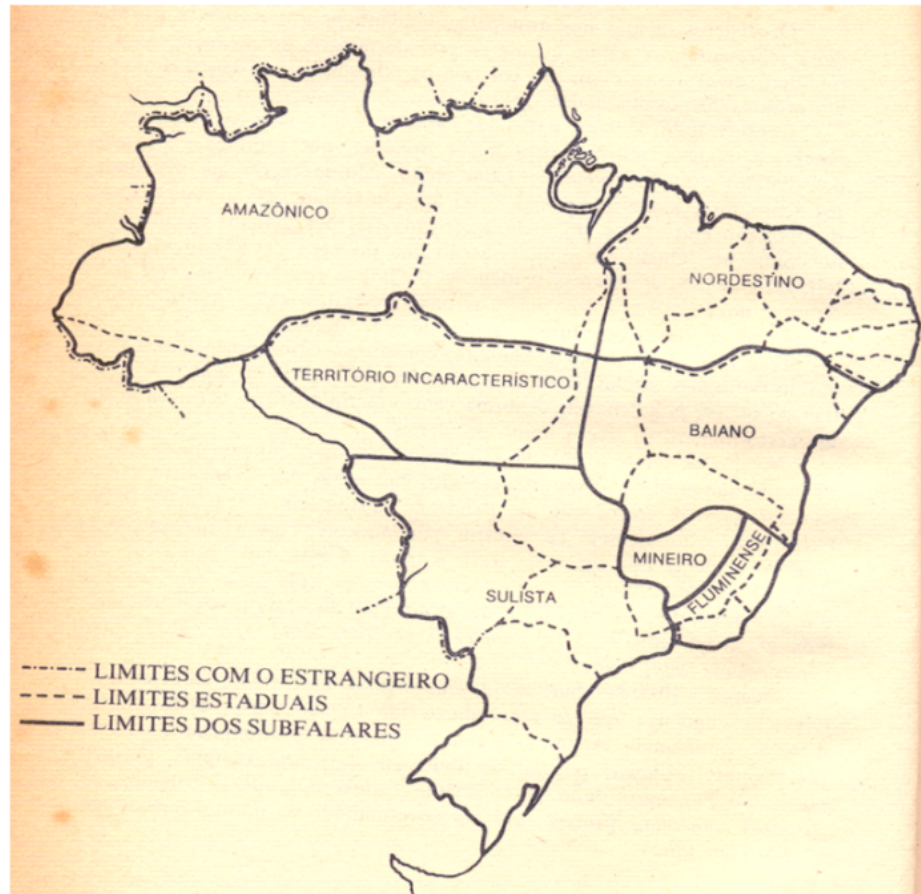 AMAZÔNICO
NORDESTINO
TERRITÓRIO INCARACTERÍSTICO
BAIANO
MINEIRO
FLUMINENSE
SULISTA
LIMITES COM O ESTRANGEIRO
LIMITES ESTADUAIS
LIMITES DOS SUBFALARES